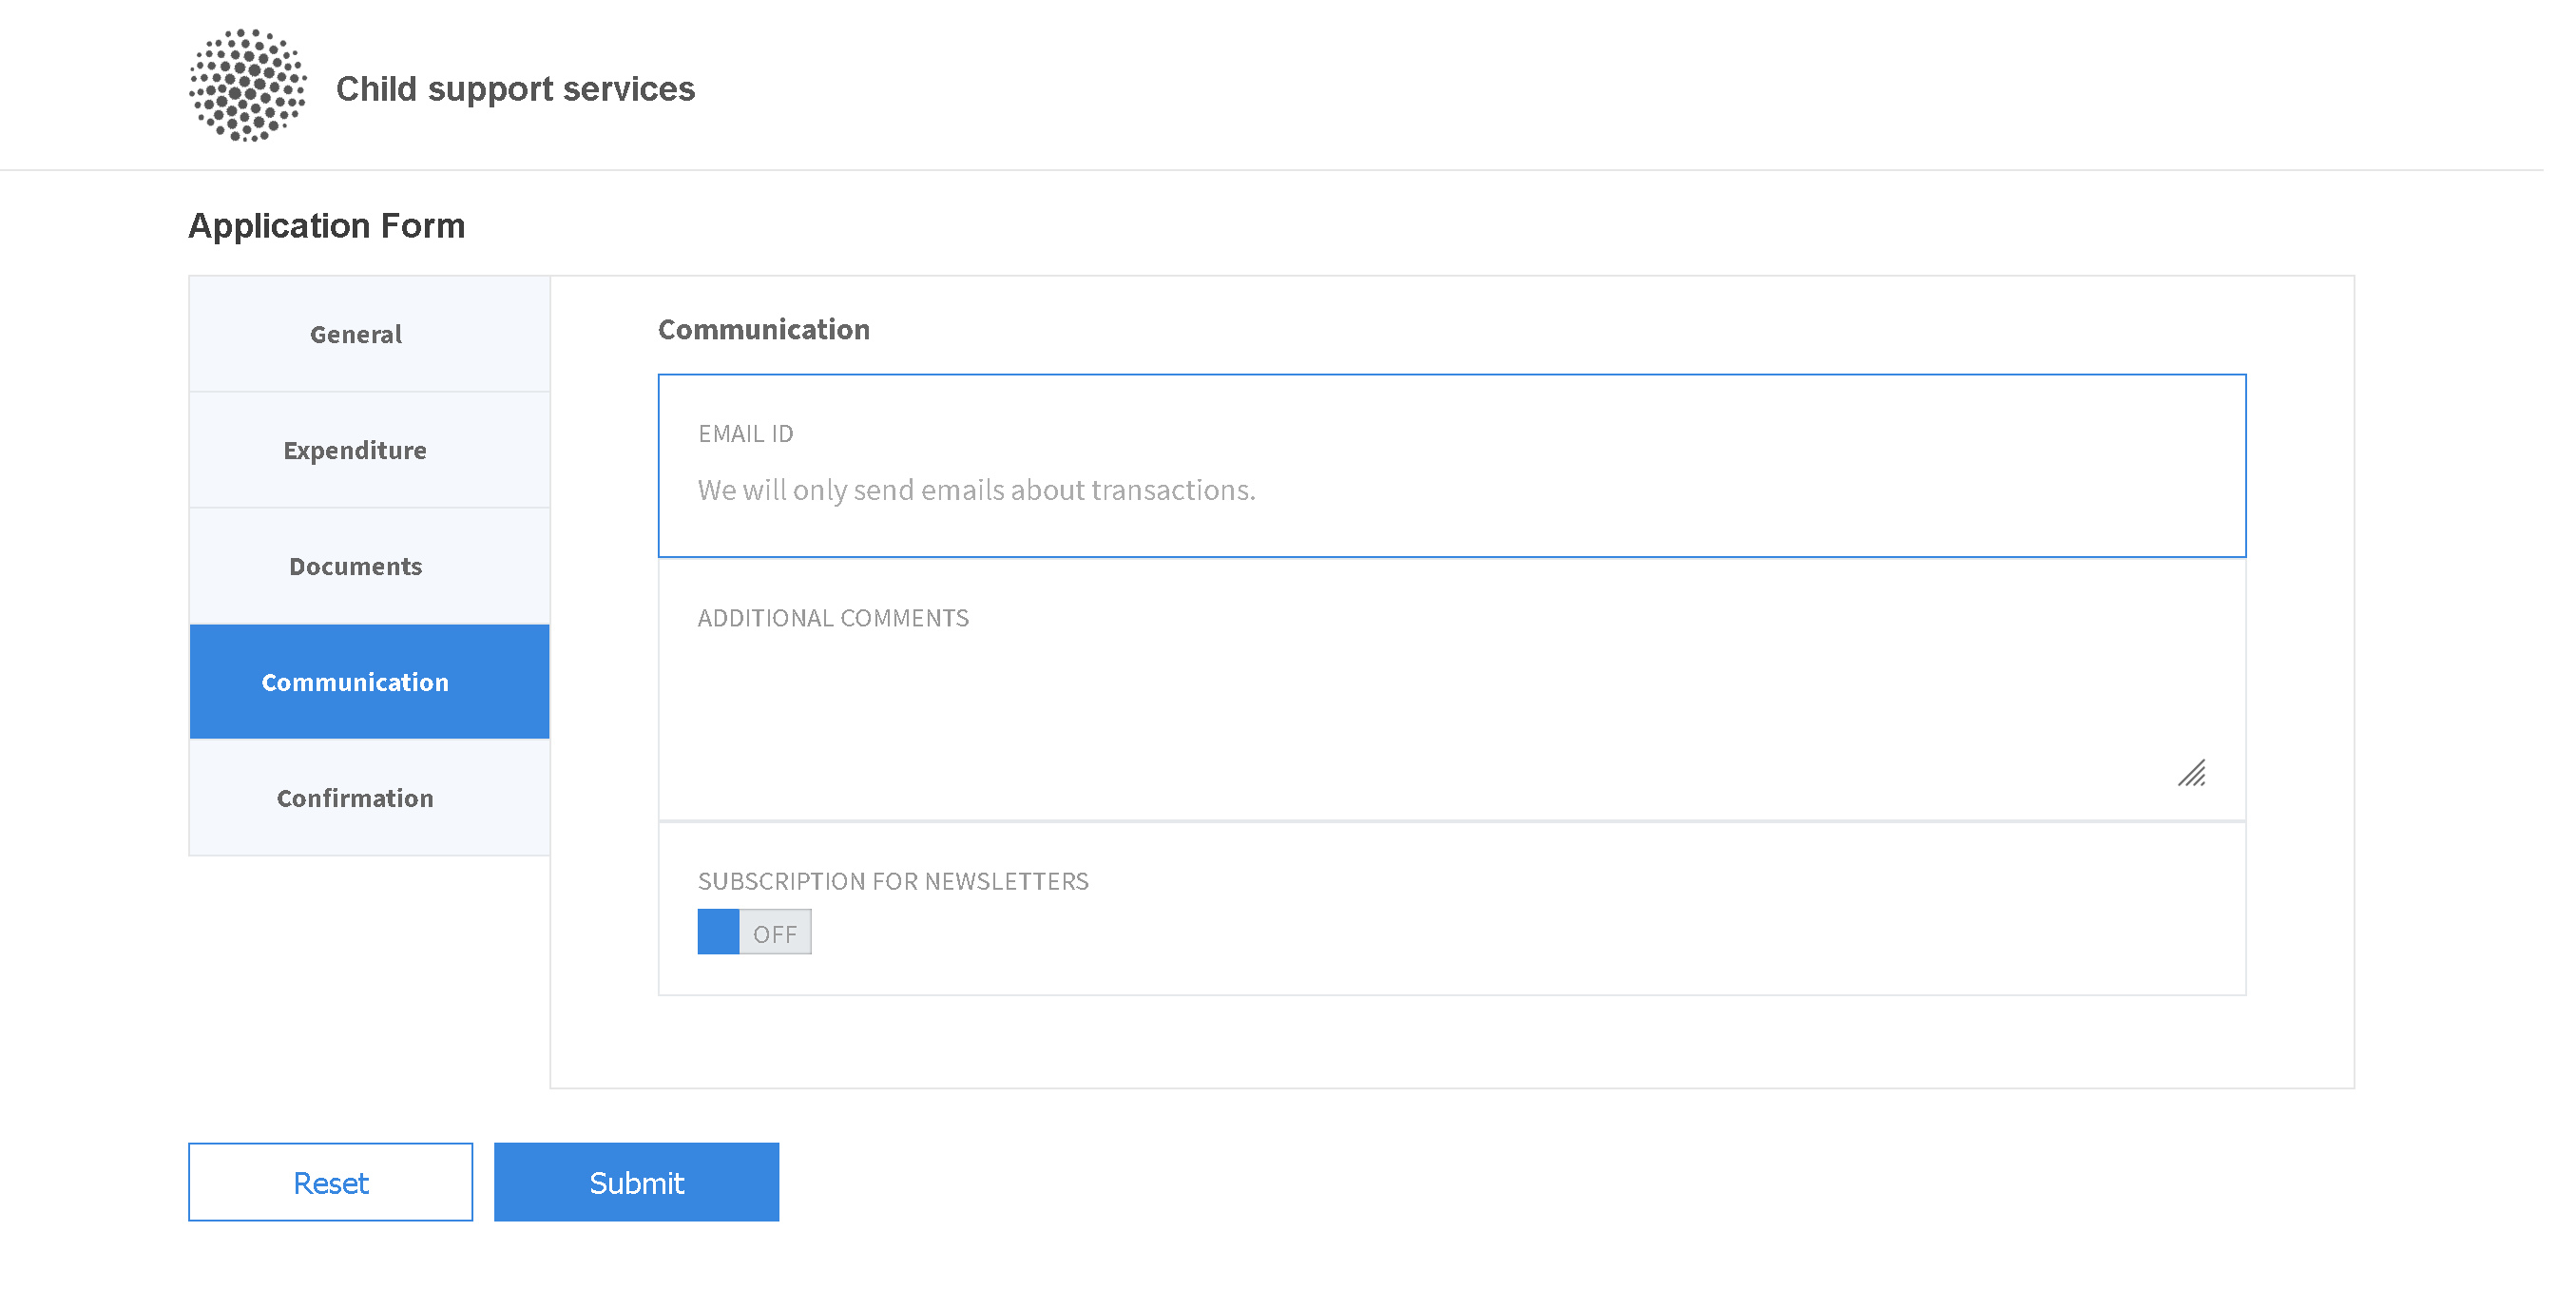 Child support services
Application Form
General
Expenditure
Documents
Communication
Confirmation
Communication
EMAIL ID
We will only send emails about transactions.
ADDITIONAL COMMENTS
SUBSCRIPTION FOR NEWSLETTERS
OFF
Reset
Submit